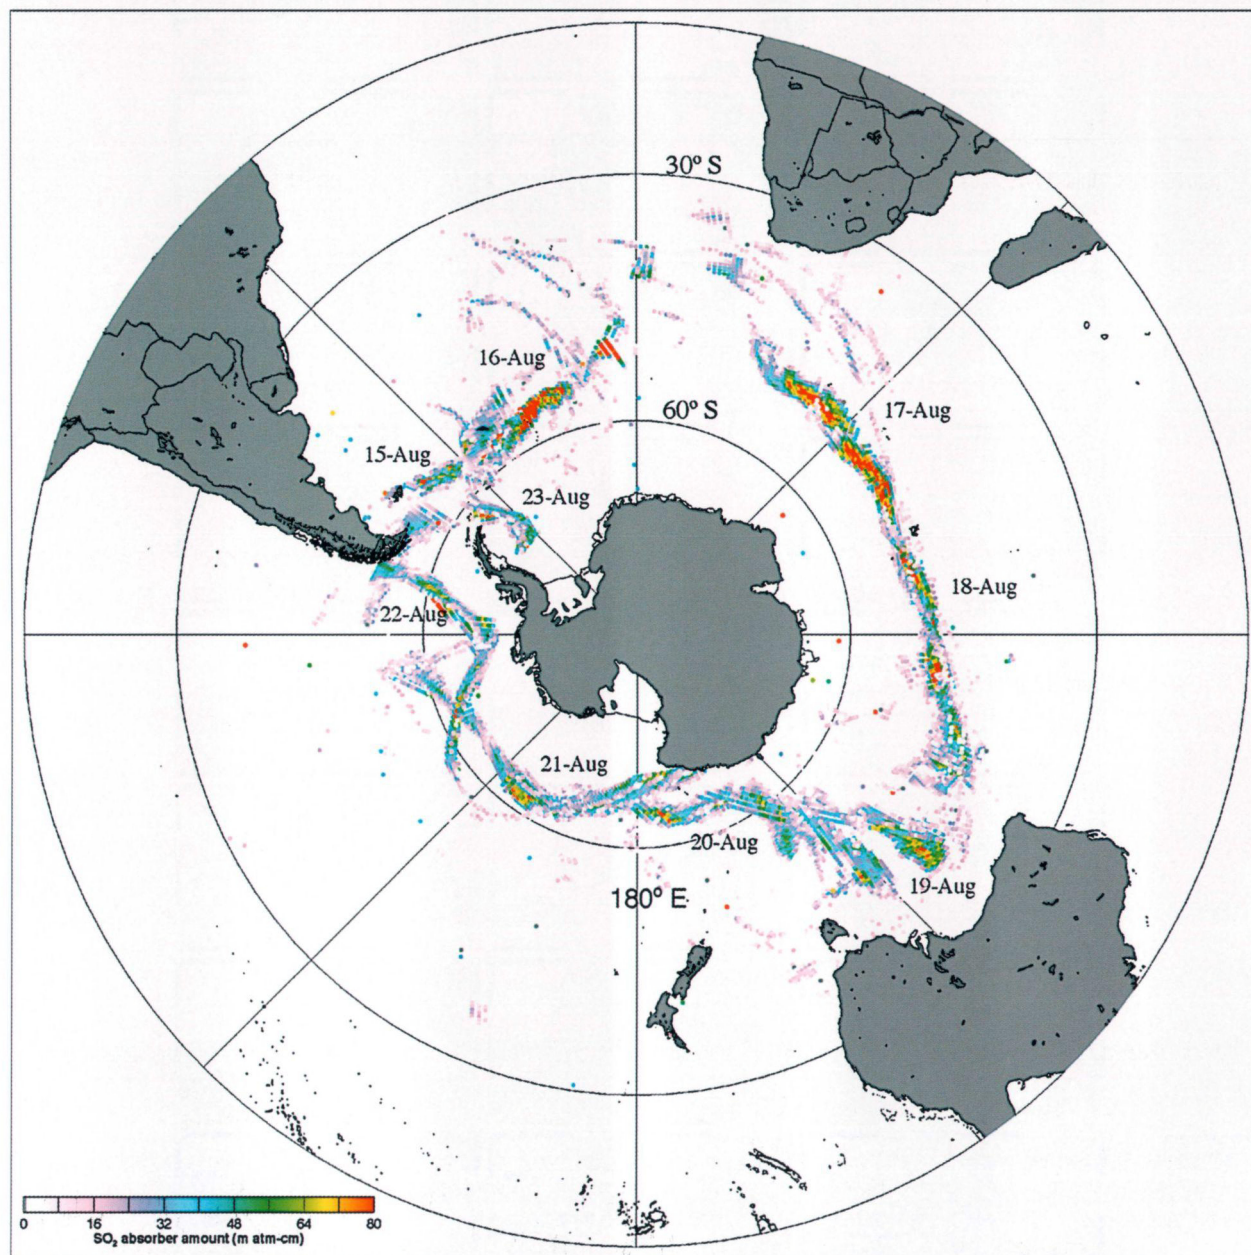 30° S
16-Aug
60° S
17-Aug
15-Aug
23-Aug
18-Aug
22-Aug
21-Aug
20-Aug
19-Aug
180° E
0 16 32 48 64 80
SO₂ absorber amount (m atm-cm)